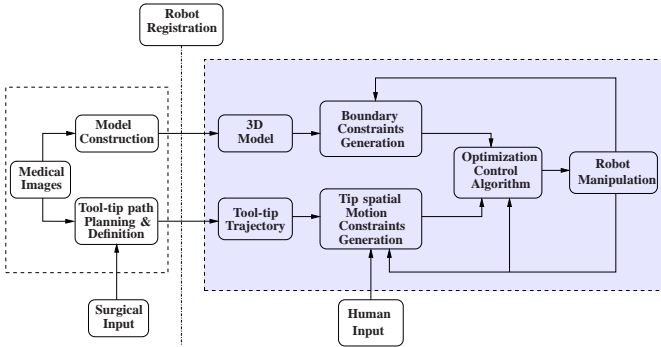 Robot
Registration
Model
Construction
3D
Model
Boundary
Constraints
Generation
Optimization
Control
Algorithm
Robot
Manipulation
Medical
Images
Tool-tip path
Planning &
Definition
Tool-tip
Trajectory
Tip spatial
Motion
Constraints
Generation
Surgical
Input
Human
Input